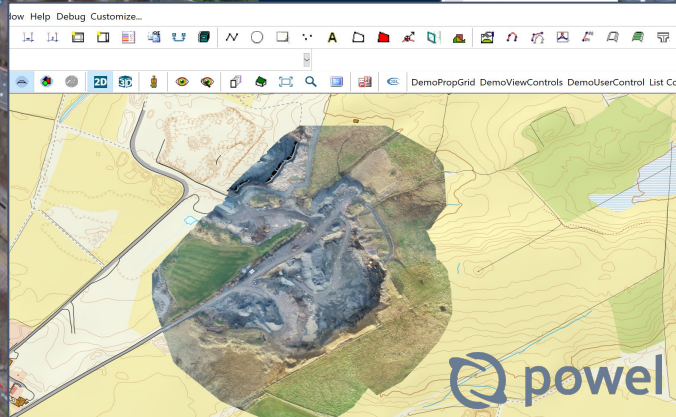 dow Help Debug Customize...
A
2D 3D DemoPropGrid DemoViewControls DemoUserControl List Co
powel